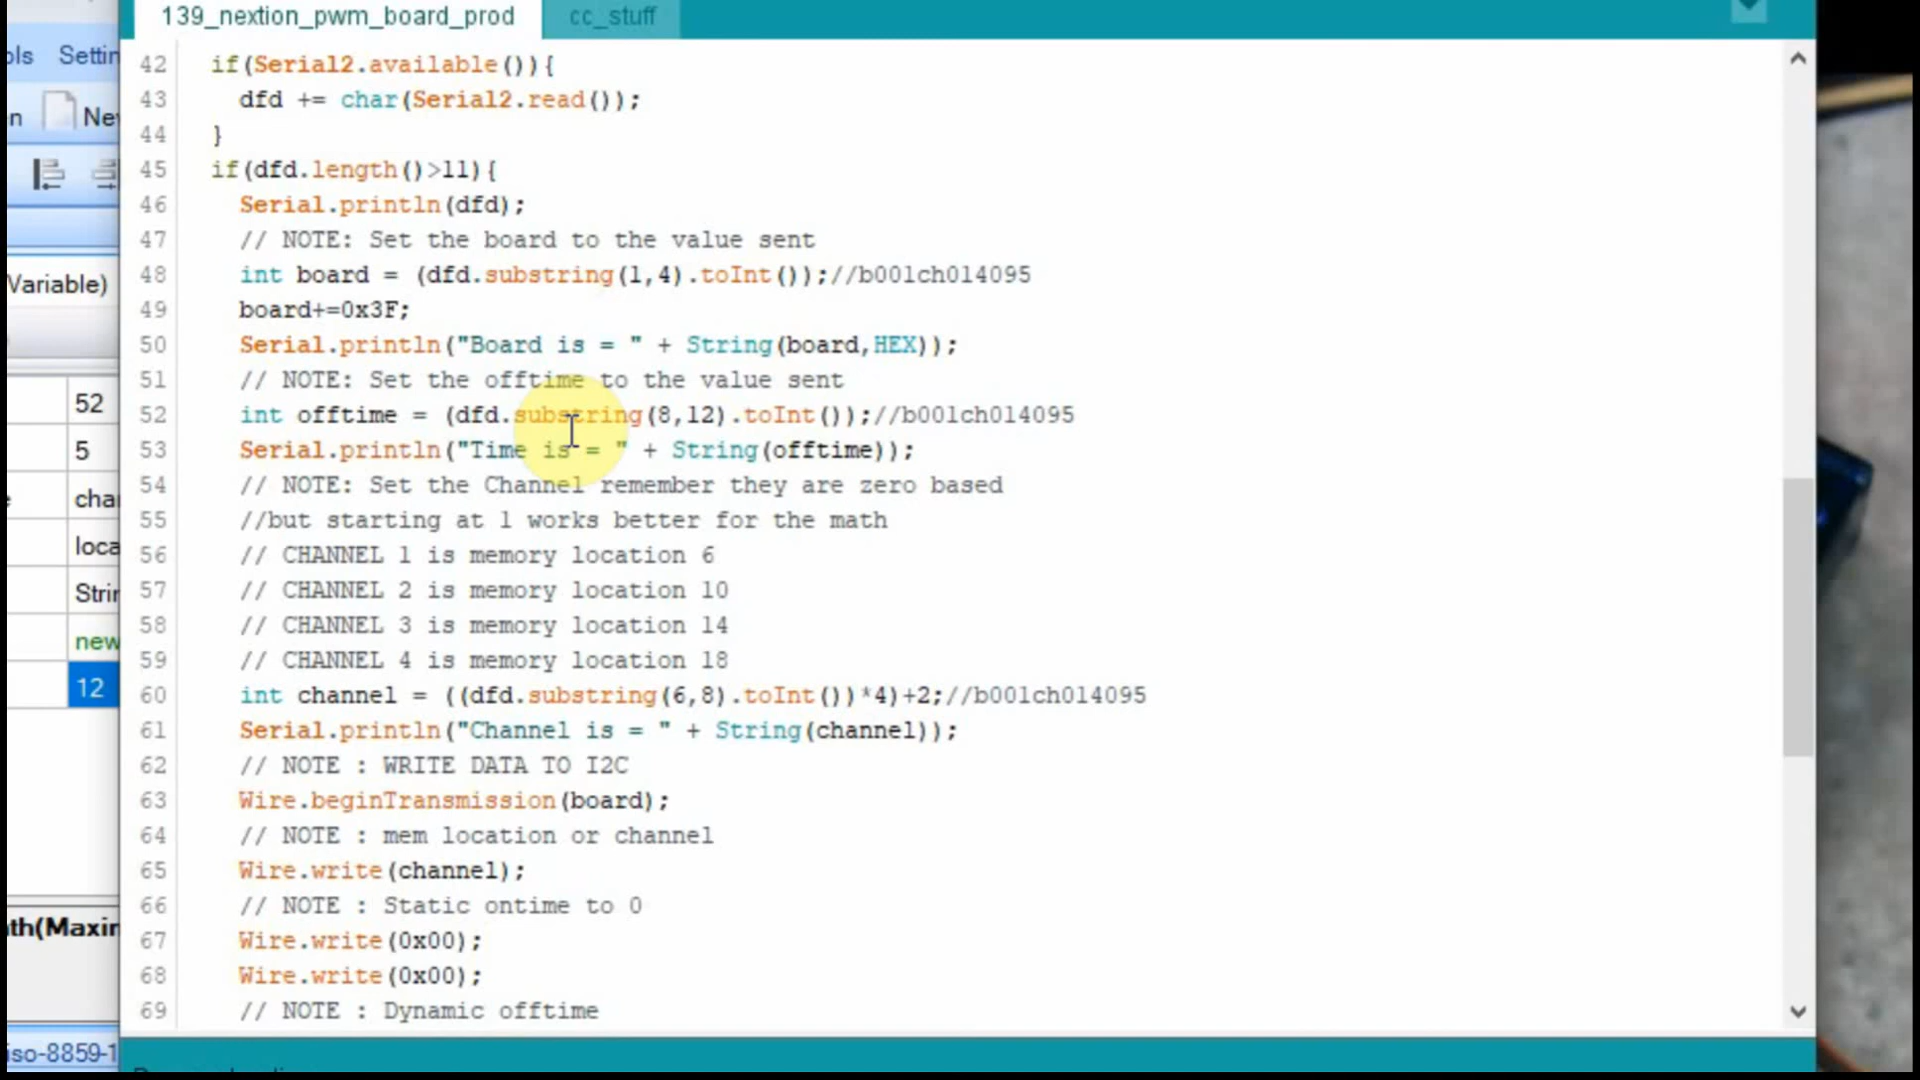 139_nextion_pwm_board_prod
cc_stuff
ols Settin
n Ne
Variable)
52
5
e char
loca
Strin
new
12
th(Maxin
iso-8859-1
42 if(Serial2.available()){
43 dfd += char(Serial2.read());
44 }
45 if(dfd.length()>11){
46 Serial.println(dfd);
47 // NOTE: Set the board to the value sent
48 int board = (dfd.substring(1,4).toInt());//b001ch014095
49 board+=0x3F;
50 Serial.println("Board is = " + String(board,HEX));
51 // NOTE: Set the offtime to the value sent
52 int offtime = (dfd.substring(8,12).toInt());//b001ch014095
53 Serial.println("Time is = " + String(offtime));
54 // NOTE: Set the Channel remember they are zero based
55 //but starting at 1 works better for the math
56 // CHANNEL 1 is memory location 6
57 // CHANNEL 2 is memory location 10
58 // CHANNEL 3 is memory location 14
59 // CHANNEL 4 is memory location 18
60 int channel = ((dfd.substring(6,8).toInt())*4)+2;//b001ch014095
61 Serial.println("Channel is = " + String(channel));
62 // NOTE : WRITE DATA TO I2C
63 Wire.beginTransmission(board);
64 // NOTE : mem location or channel
65 Wire.write(channel);
66 // NOTE : Static ontime to 0
67 Wire.write(0x00);
68 Wire.write(0x00);
69 // NOTE : Dynamic offtime